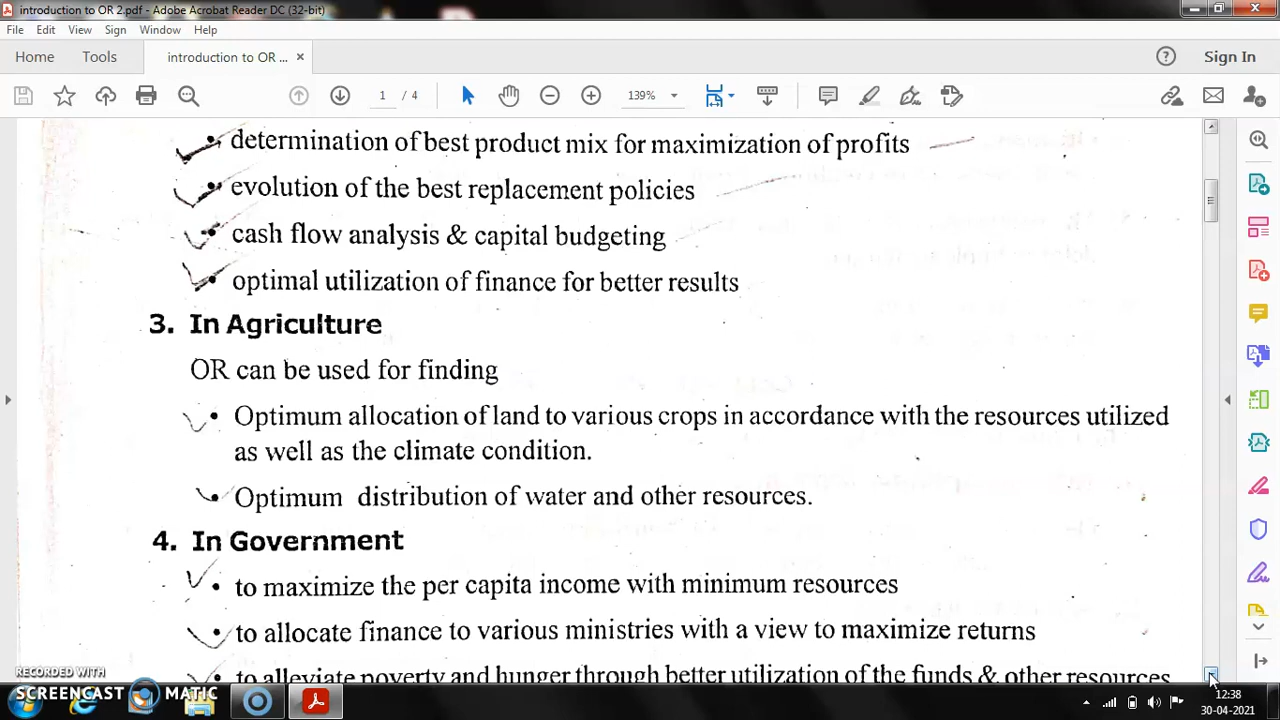 introduction to OR 2.pdf - Adobe Acrobat Reader DC (32-bit)
File Edit View Sign Window Help
Home Tools introduction to OR ... × Sign In
1 / 4 139%
• determination of best product mix for maximization of profits
• evolution of the best replacement policies
• cash flow analysis & capital budgeting
• optimal utilization of finance for better results
3. In Agriculture
OR can be used for finding
• Optimum allocation of land to various crops in accordance with the resources utilized
as well as the climate condition.
• Optimum distribution of water and other resources.
4. In Government
• to maximize the per capita income with minimum resources
• to allocate finance to various ministries with a view to maximize returns
• to alleviate poverty and hunger through better utilization of the funds & other resources
RECORDED WITH
SCREENCAST MATIC
12:38
30-04-2021